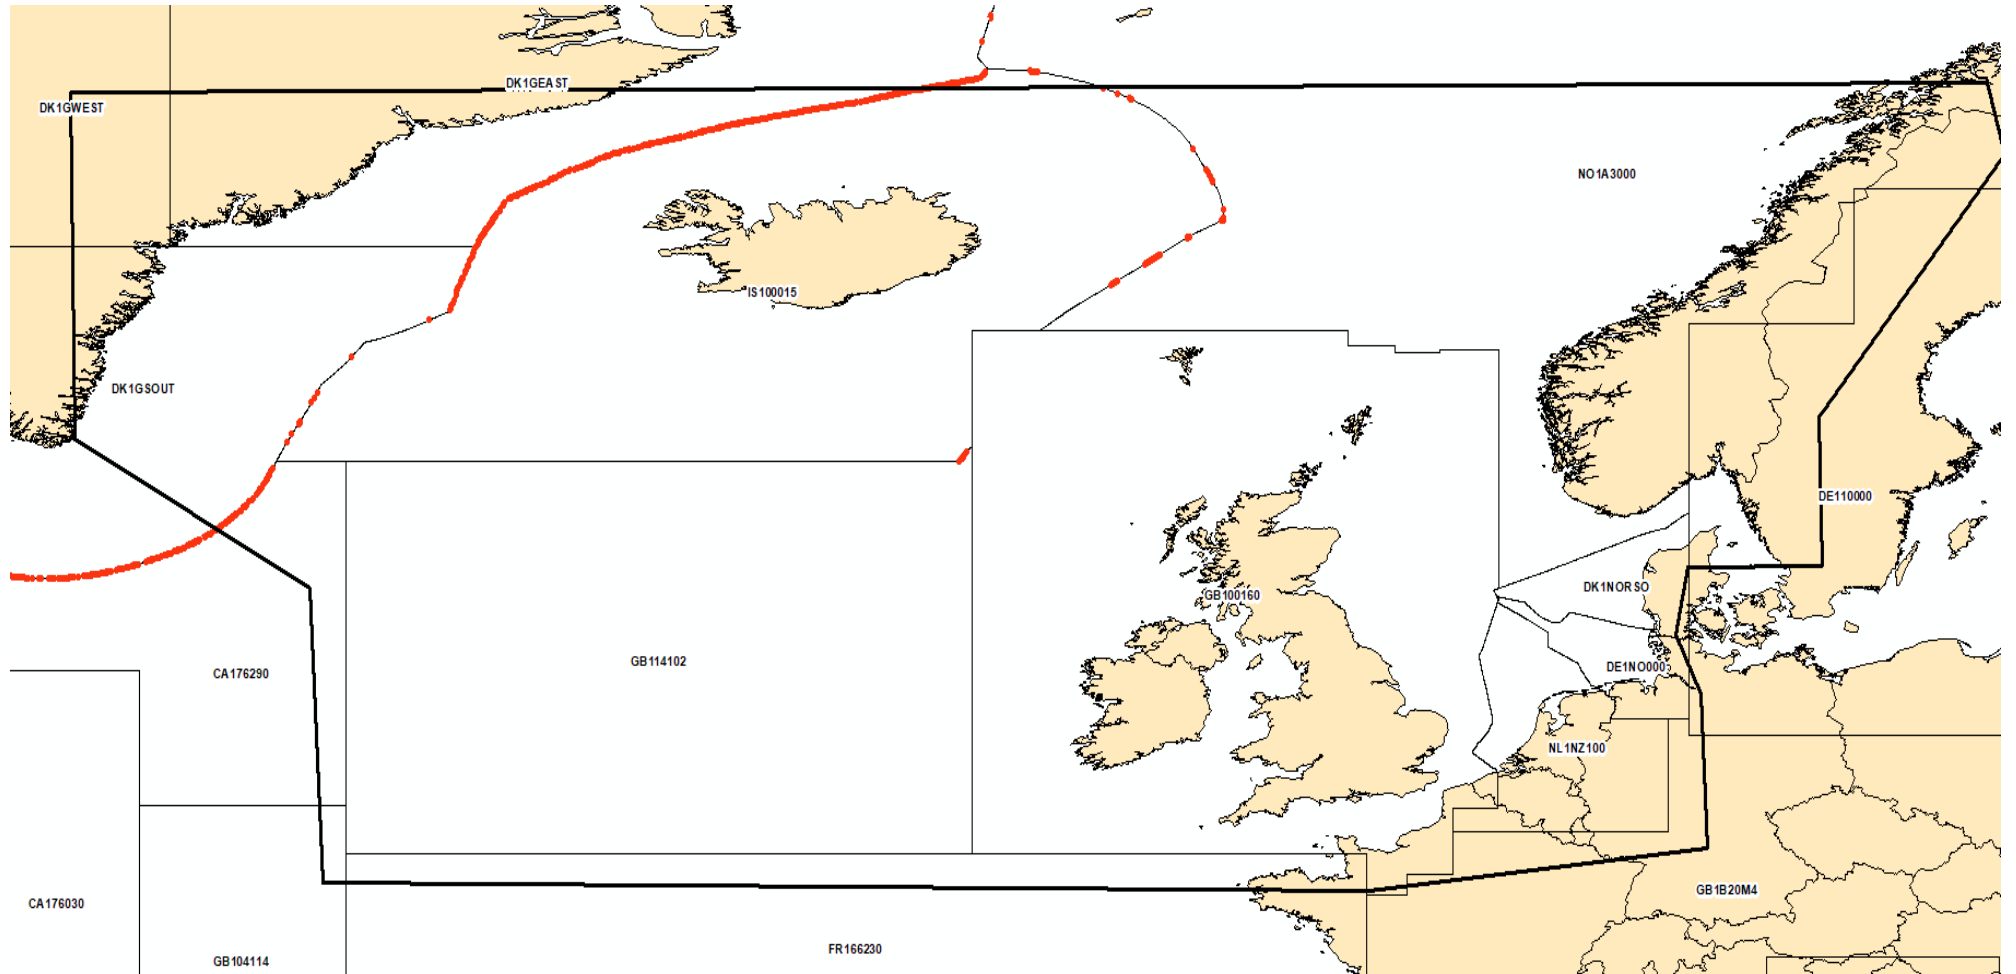 DK1GEAST
DK1GWEST
NO1A3000
IS100015
DK1GSOUT
DE110000
DK1NORSO
GB100160
GB114102
DE1NO000
CA176290
NL1NZ100
GB1B20M4
CA176030
FR166230
GB104114